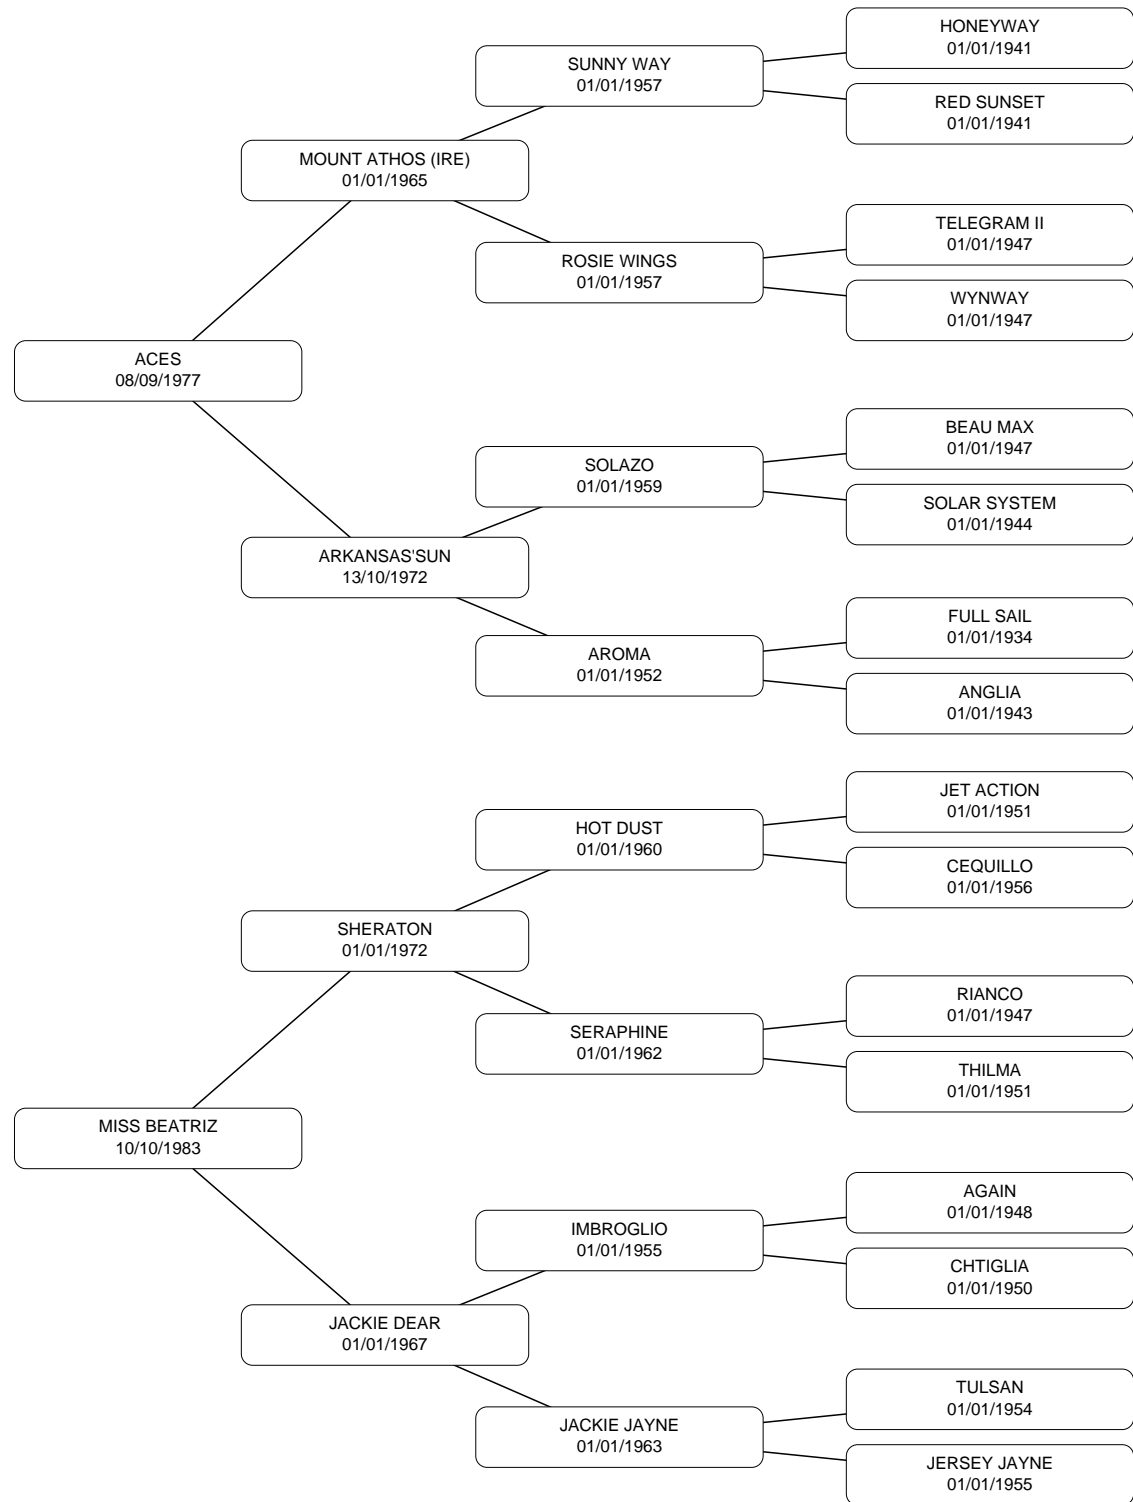 HONEYWAY
01/01/1941
SUNNY WAY
01/01/1957
RED SUNSET
01/01/1941
MOUNT ATHOS (IRE)
01/01/1965
TELEGRAM II
01/01/1947
ROSIE WINGS
01/01/1957
WYNWAY
01/01/1947
ACES
08/09/1977
BEAU MAX
01/01/1947
SOLAZO
01/01/1959
SOLAR SYSTEM
01/01/1944
ARKANSAS'SUN
13/10/1972
FULL SAIL
01/01/1934
AROMA
01/01/1952
ANGLIA
01/01/1943
JET ACTION
01/01/1951
HOT DUST
01/01/1960
CEQUILLO
01/01/1956
SHERATON
01/01/1972
RIANCO
01/01/1947
SERAPHINE
01/01/1962
THILMA
01/01/1951
MISS BEATRIZ
10/10/1983
AGAIN
01/01/1948
IMBROGLIO
01/01/1955
CHTIGLIA
01/01/1950
JACKIE DEAR
01/01/1967
TULSAN
01/01/1954
JACKIE JAYNE
01/01/1963
JERSEY JAYNE
01/01/1955